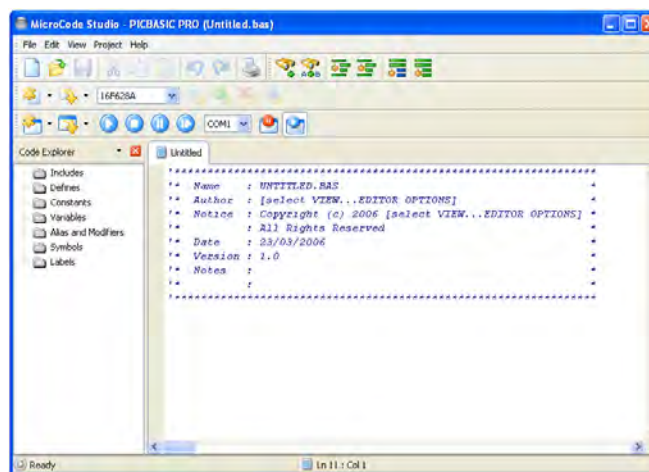 MicroCode Studio - PICBASIC PRO (Untitled.bas)
File Edit View Project Help
16F628A
COM1
Code Explorer
Untitled
Includes
Defines
Constants
Variables
Alias and Modifiers
Symbols
Labels
'****************************************************************
'* Name : UNTITLED.BAS *
'* Author : [select VIEW...EDITOR OPTIONS] *
'* Notice : Copyright (c) 2006 [select VIEW...EDITOR OPTIONS] *
'* : All Rights Reserved *
'* Date : 23/03/2006 *
'* Version : 1.0 *
'* Notes : *
'* : *
'****************************************************************
Ready
Ln 11 : Col 1